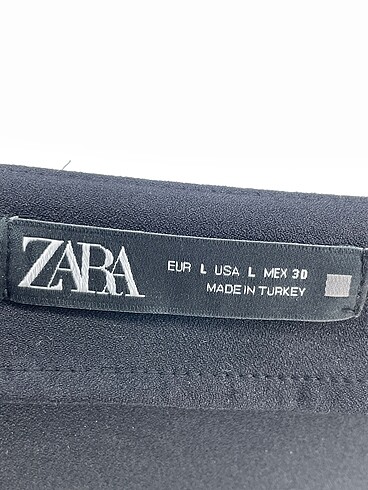 ZARA
EUR L USA L MEX 30
MADE IN TURKEY